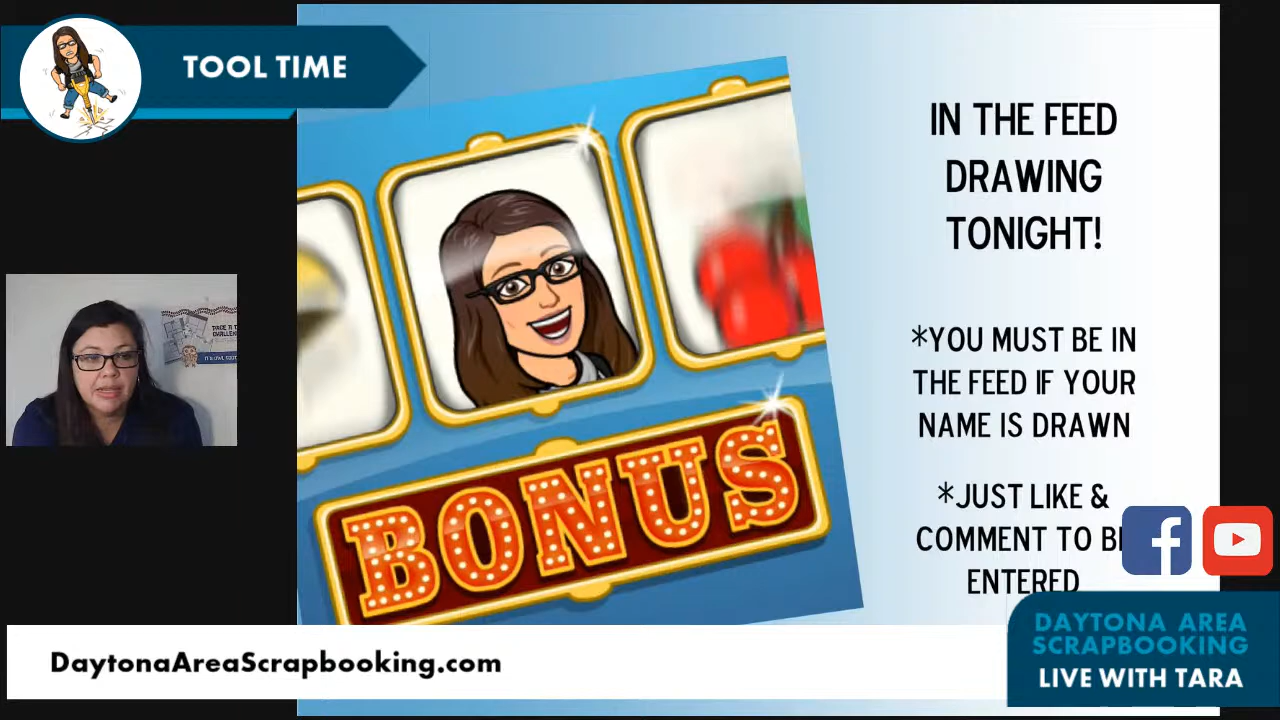 TOOL TIME
IN THE FEED
DRAWING
TONIGHT!
*YOU MUST BE IN
THE FEED IF YOUR
NAME IS DRAWN
*JUST LIKE &
COMMENT TO BE
ENTERED
BONUS
DaytonaAreaScrapbooking.com
DAYTONA AREA
SCRAPBOOKING
LIVE WITH TARA